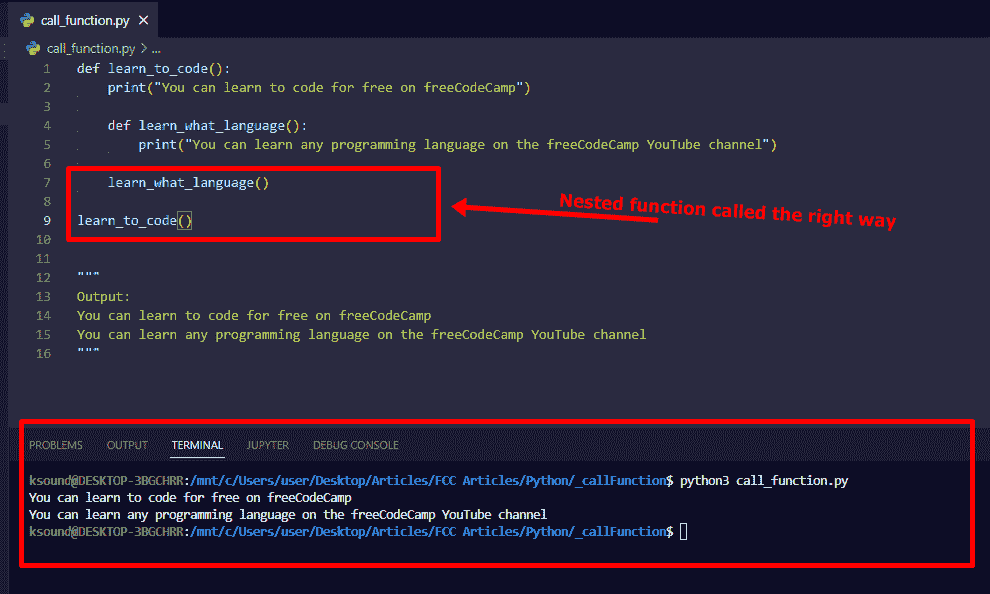 call_function.py
call_function.py > ...
1 def learn_to_code():
2     print("You can learn to code for free on freeCodeCamp")
3
4     def learn_what_language():
5         print("You can learn any programming language on the freeCodeCamp YouTube channel")
6
7     learn_what_language()
8
9 learn_to_code()
Nested function called the right way
10
11
12 """
13 Output:
14 You can learn to code for free on freeCodeCamp
15 You can learn any programming language on the freeCodeCamp YouTube channel
16 """
PROBLEMS OUTPUT TERMINAL JUPYTER DEBUG CONSOLE
ksound@DESKTOP-3BGCHRR:/mnt/c/Users/user/Desktop/Articles/FCC Articles/Python/_callFunction$ python3 call_function.py
You can learn to code for free on freeCodeCamp
You can learn any programming language on the freeCodeCamp YouTube channel
ksound@DESKTOP-3BGCHRR:/mnt/c/Users/user/Desktop/Articles/FCC Articles/Python/_callFunction$